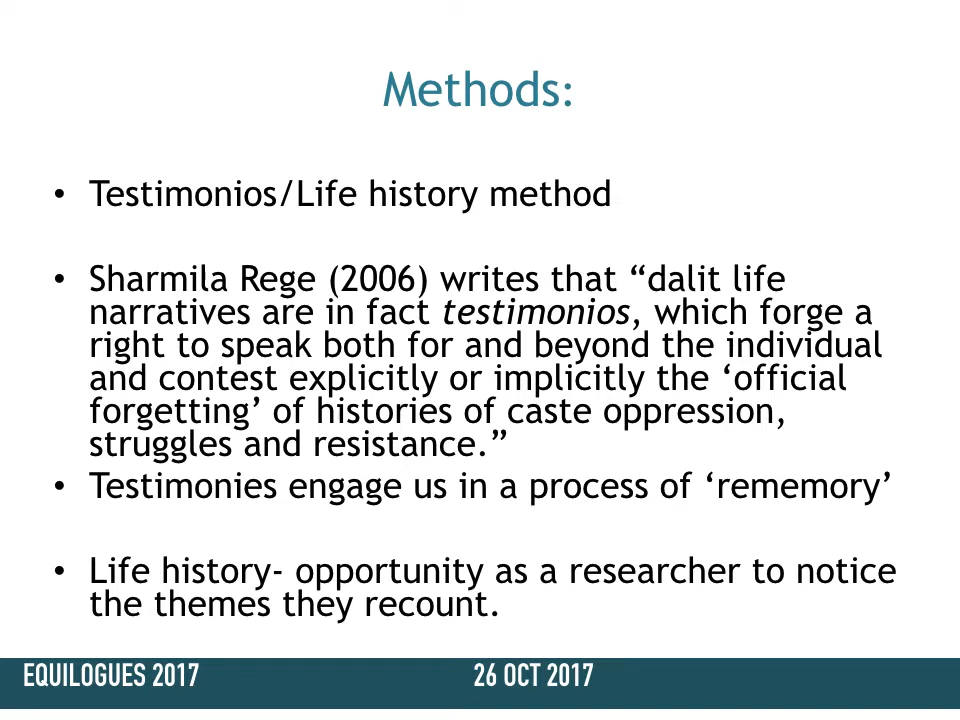 Methods:
• Testimonios/Life history method
• Sharmila Rege (2006) writes that “dalit life
narratives are in fact testimonios, which forge a
right to speak both for and beyond the individual
and contest explicitly or implicitly the ‘official
forgetting’ of histories of caste oppression,
struggles and resistance.”
• Testimonies engage us in a process of ‘rememory’
• Life history- opportunity as a researcher to notice
the themes they recount.
EQUILOGUES 2017 26 OCT 2017